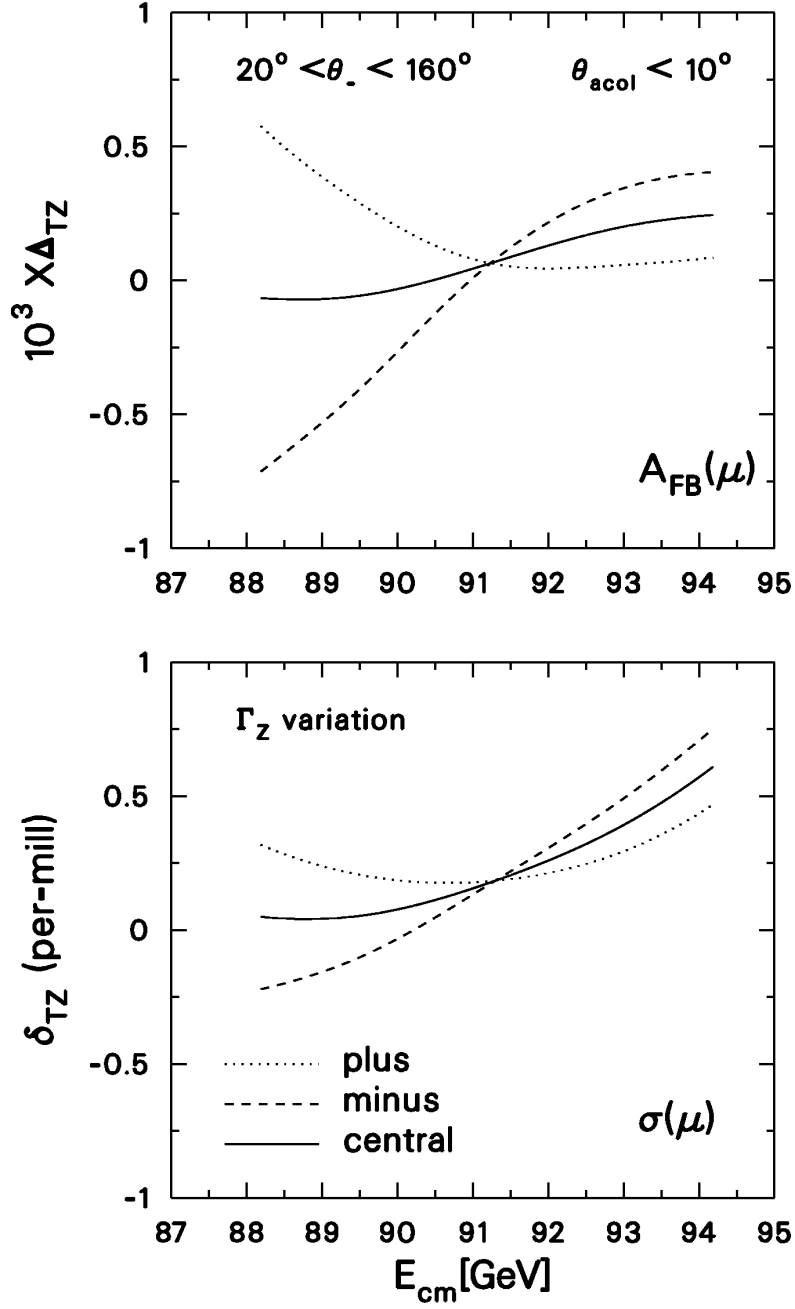 1
20° <θ₋ < 160° θ_acol < 10°
0.5
10³ XΔ_TZ
0
-0.5
A_FB(μ)
-1
87 88 89 90 91 92 93 94 95
1
Γ_Z variation
0.5
δ_TZ (per-mill)
0
plus
-0.5
minus
central
σ(μ)
-1
87 88 89 90 91 92 93 94 95
E_cm[GeV]